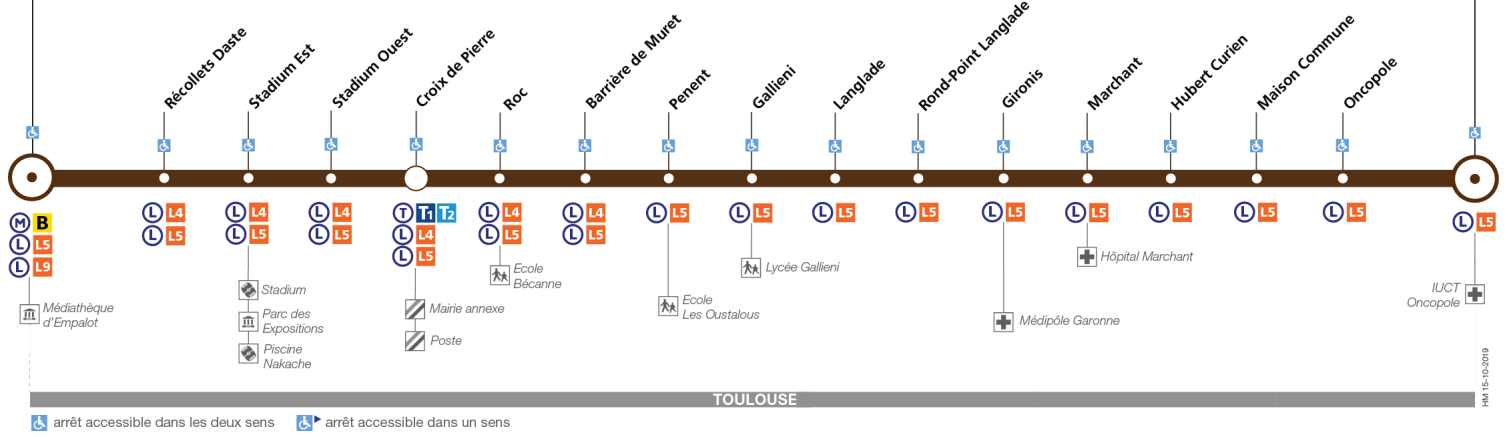 Récollets Daste
Stadium Est
Stadium Ouest
Croix de Pierre
Roc
Barrière de Muret
Penent
Gallieni
Langlade
Rond-Point Langlade
Gironis
Marchant
Hubert Curien
Maison Commune
Oncopole
M B
L L5
L L9
L L4
L L5
L L4
L L5
L L4
L L5
T T1 T2
L L4
L L5
L L4
L L5
L L4
L L5
L L5
L L5
L L5
L L5
L L5
L L5
L L5
L L5
L L5
L L5
Médiathèque
d'Empalot
Stadium
Parc des
Expositions
Piscine
Nakache
Mairie annexe
Poste
Ecole
Bécanne
Ecole
Les Oustalous
Lycée Gallieni
Médipôle Garonne
Hôpital Marchant
IUCT
Oncopole
HM 15-10-2019
TOULOUSE
arrêt accessible dans les deux sens
arrêt accessible dans un sens